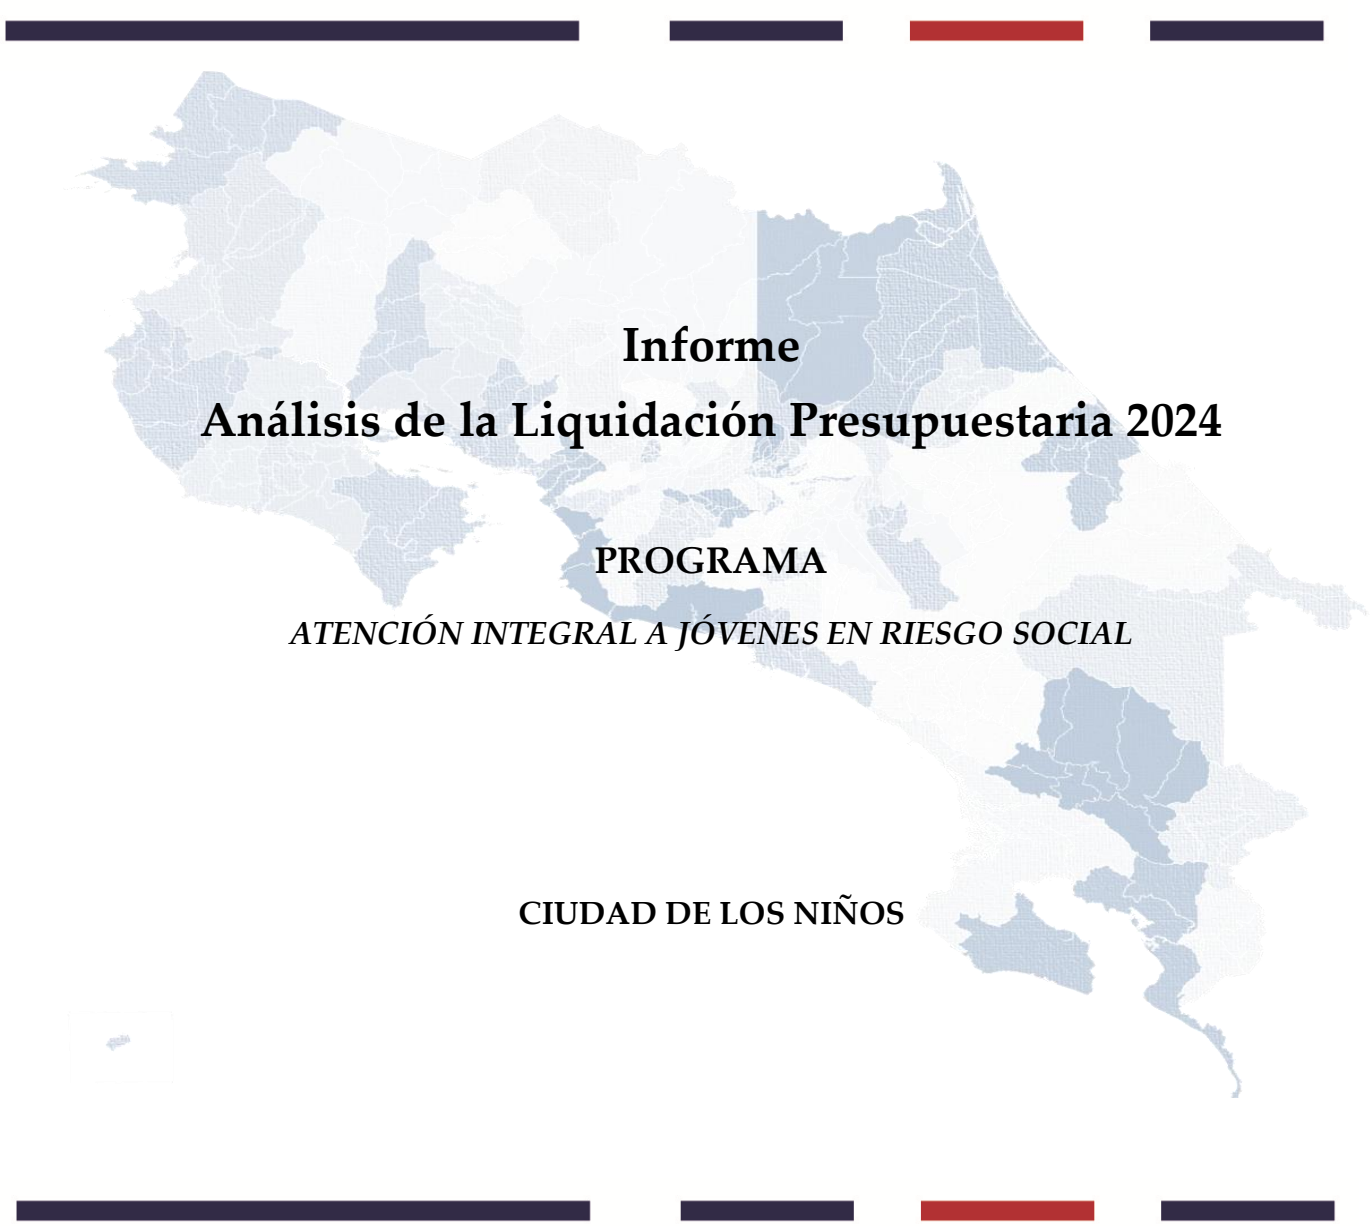 Informe
Análisis de la Liquidación Presupuestaria 2024
PROGRAMA
ATENCIÓN INTEGRAL A JÓVENES EN RIESGO SOCIAL
CIUDAD DE LOS NIÑOS